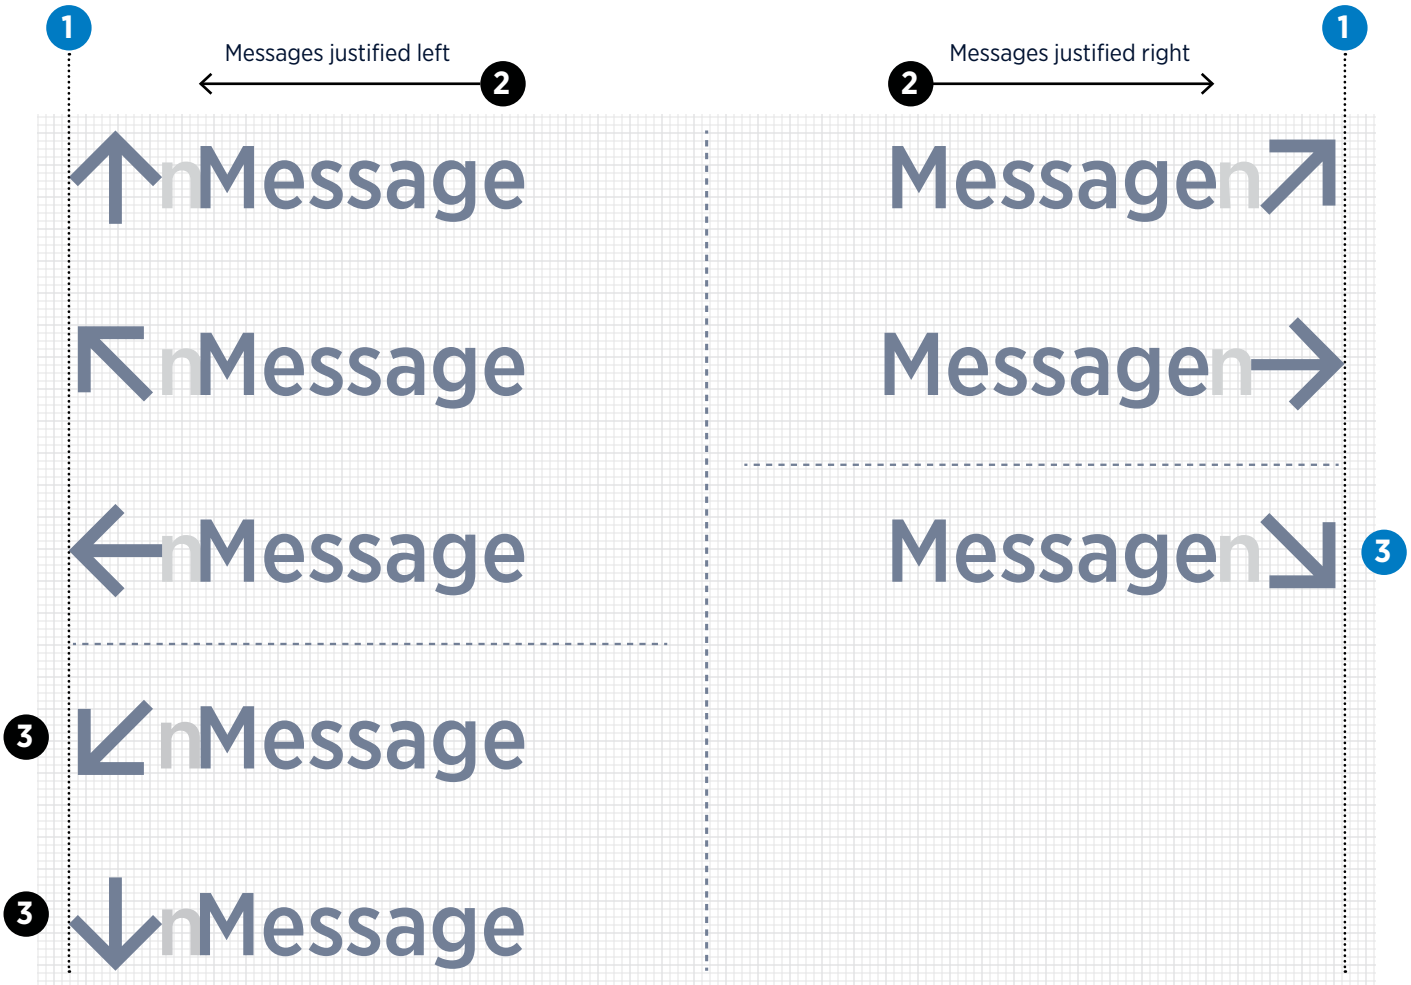 1 1
Messages justified left Messages justified right
2 2
nMessage Messagen
nMessage Messagen
nMessage Messagen 3
3 nMessage
3 nMessage